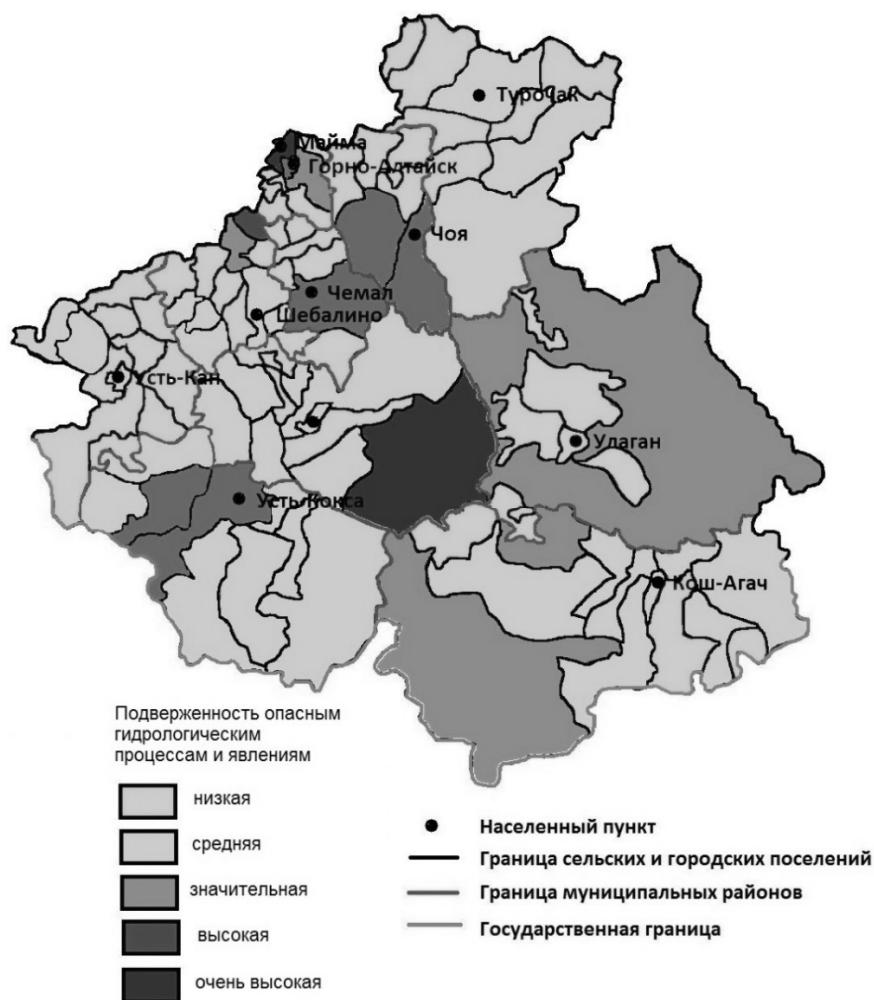 Турочак
Майма
Горно-Алтайск
Чоя
Чемал
Шебалино
Усть-Кан
Улаган
Усть-Кокса
Кош-Агач
Подверженность опасным
гидрологическим
процессам и явлениям
низкая
средняя
значительная
высокая
очень высокая
Населенный пункт
Граница сельских и городских поселений
Граница муниципальных районов
Государственная граница